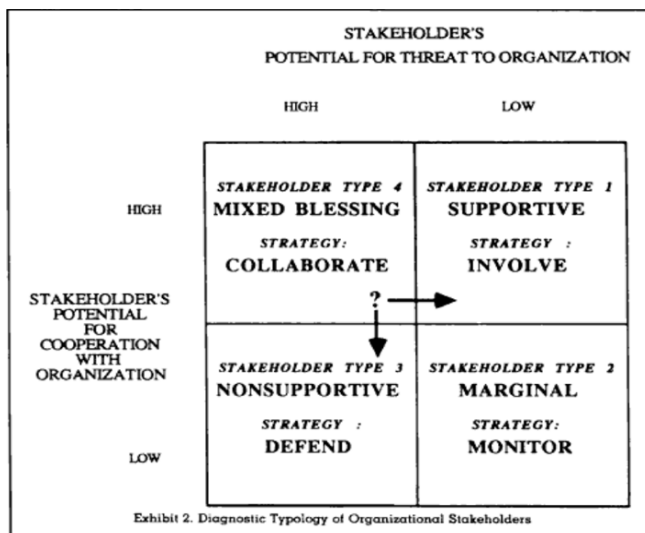 STAKEHOLDER'S
POTENTIAL FOR THREAT TO ORGANIZATION
HIGH
LOW
HIGH
STAKEHOLDER TYPE 4
MIXED BLESSING
STRATEGY:
COLLABORATE
STAKEHOLDER TYPE 1
SUPPORTIVE
STRATEGY :
INVOLVE
?
STAKEHOLDER'S
POTENTIAL
FOR
COOPERATION
WITH
ORGANIZATION
STAKEHOLDER TYPE 3
NONSUPPORTIVE
STRATEGY :
DEFEND
STAKEHOLDER TYPE 2
MARGINAL
STRATEGY:
MONITOR
LOW
Exhibit 2. Diagnostic Typology of Organizational Stakeholders